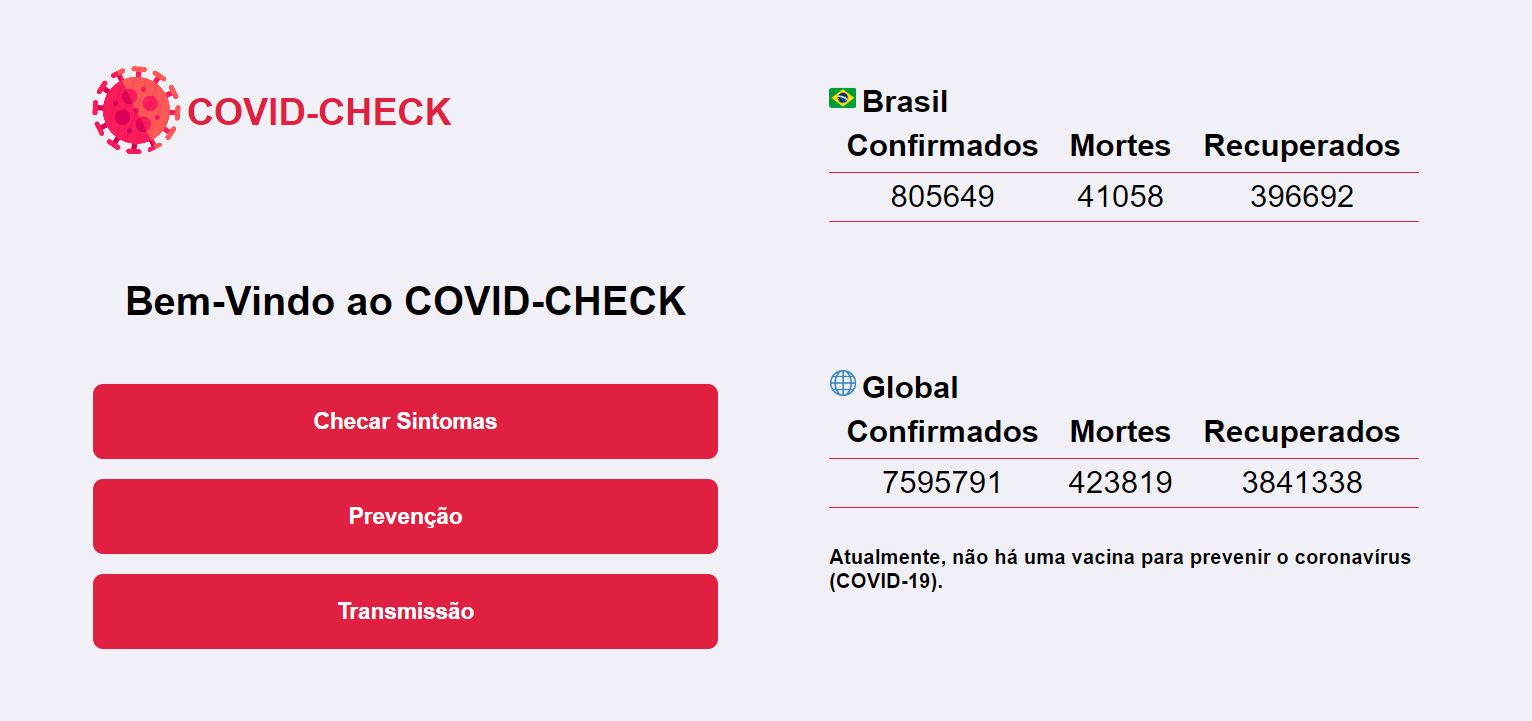 COVID-CHECK
Bem-Vindo ao COVID-CHECK
Checar Sintomas
Prevenção
Transmissão
Brasil
Confirmados Mortes Recuperados
805649 41058 396692
Global
Confirmados Mortes Recuperados
7595791 423819 3841338
Atualmente, não há uma vacina para prevenir o coronavírus
(COVID-19).